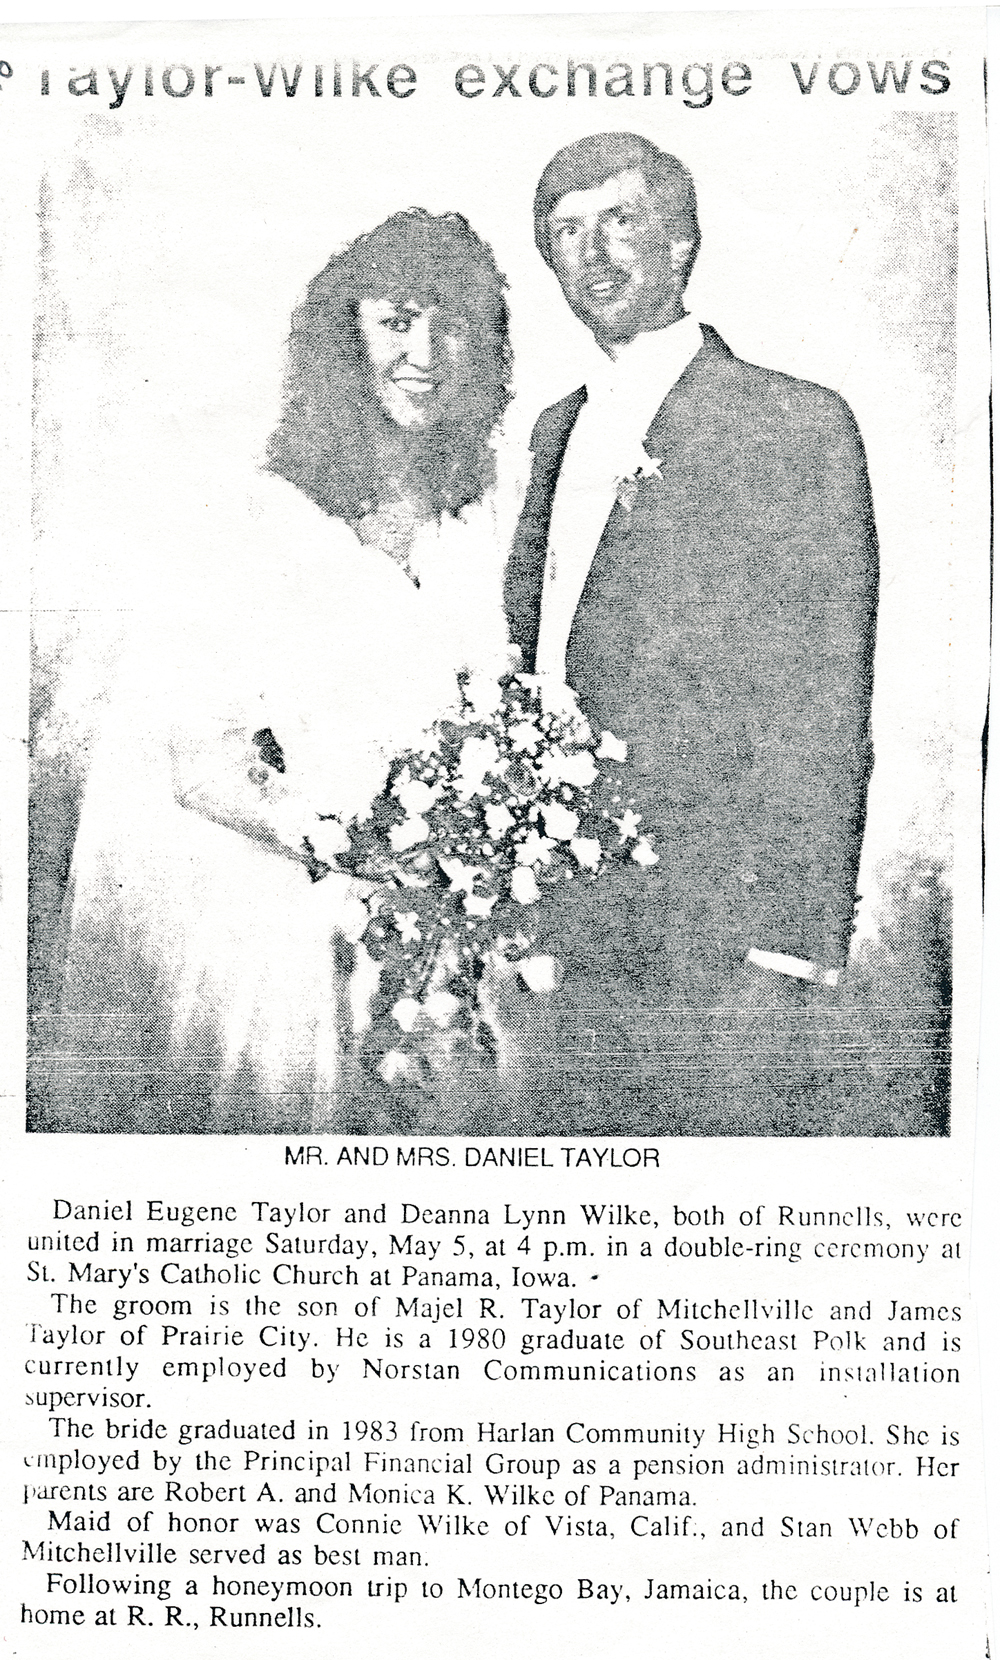 Taylor-Wilke exchange vows
MR. AND MRS. DANIEL TAYLOR
Daniel Eugene Taylor and Deanna Lynn Wilke, both of Runnells, were
united in marriage Saturday, May 5, at 4 p.m. in a double-ring ceremony at
St. Mary's Catholic Church at Panama, Iowa.
The groom is the son of Majel R. Taylor of Mitchellville and James
Taylor of Prairie City. He is a 1980 graduate of Southeast Polk and is
currently employed by Norstan Communications as an installation
supervisor.
The bride graduated in 1983 from Harlan Community High School. She is
employed by the Principal Financial Group as a pension administrator. Her
parents are Robert A. and Monica K. Wilke of Panama.
Maid of honor was Connie Wilke of Vista, Calif., and Stan Webb of
Mitchellville served as best man.
Following a honeymoon trip to Montego Bay, Jamaica, the couple is at
home at R. R., Runnells.